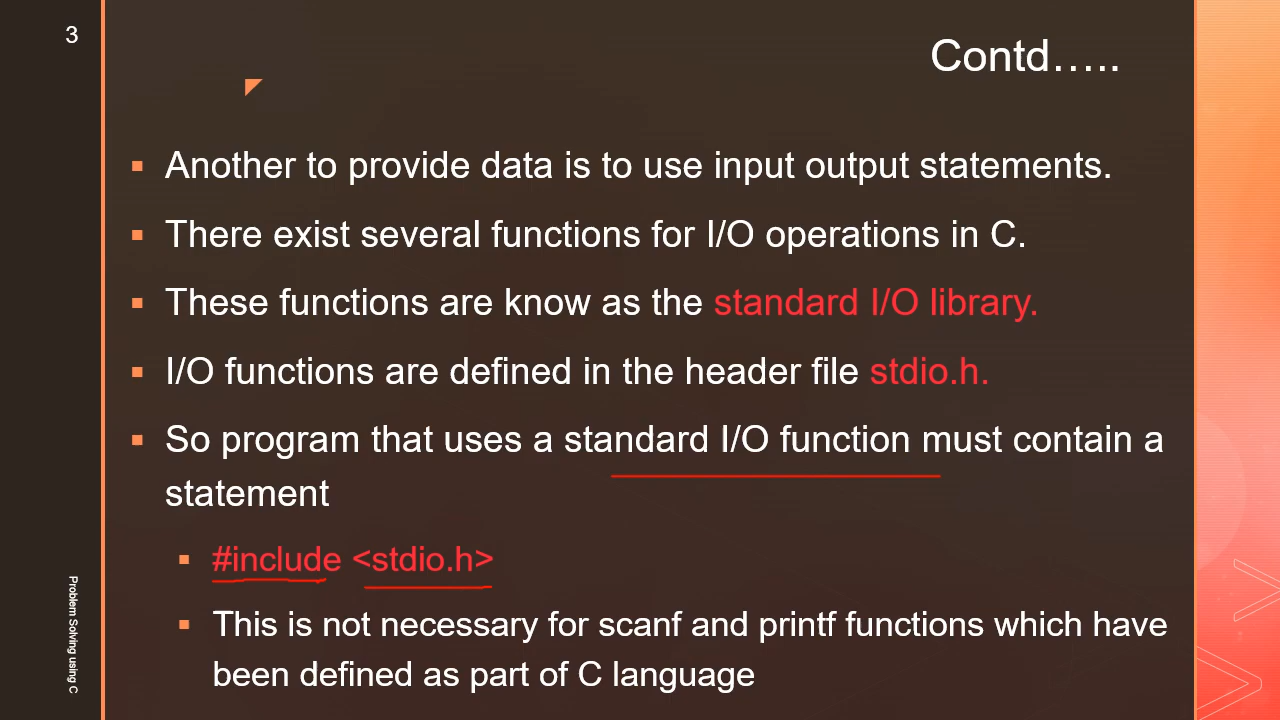 3
Contd…..
Another to provide data is to use input output statements.
There exist several functions for I/O operations in C.
These functions are know as the standard I/O library.
I/O functions are defined in the header file stdio.h.
So program that uses a standard I/O function must contain a
statement
#include <stdio.h>
This is not necessary for scanf and printf functions which have
been defined as part of C language
Problem Solving using C